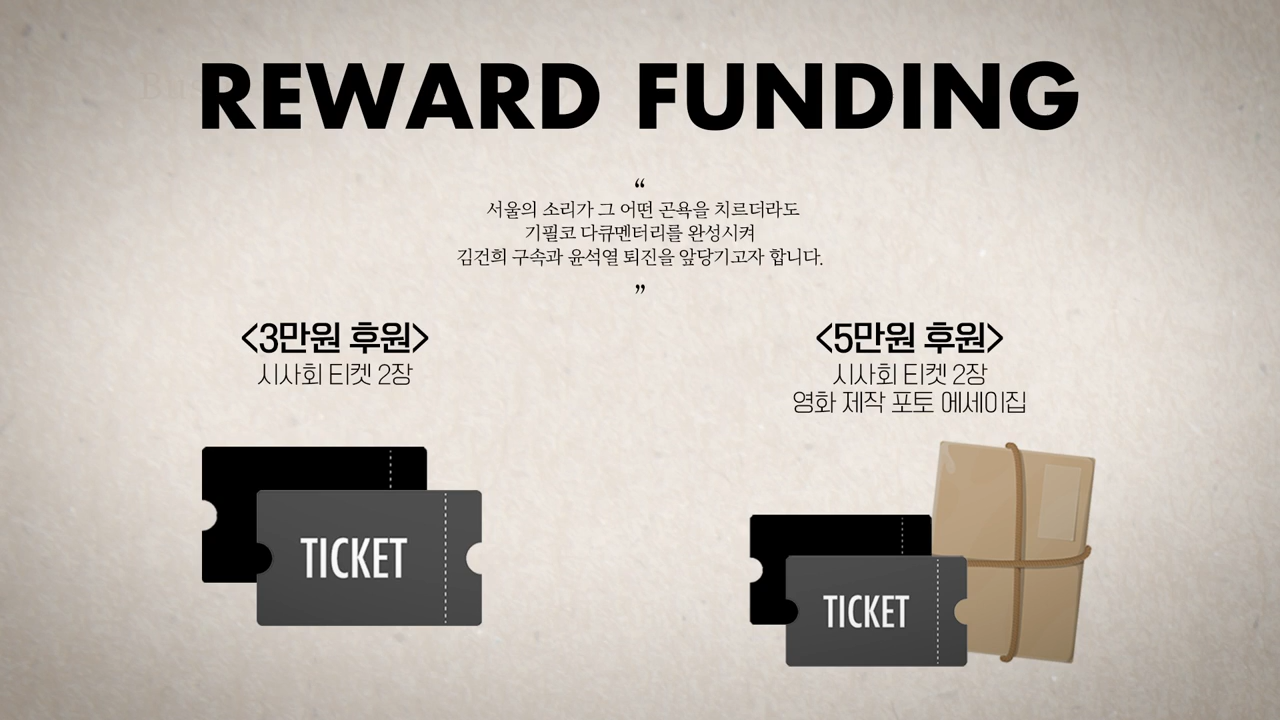 REWARD FUNDING
“
서울의 소리가 그 어떤 곤욕을 치르더라도
기필코 다큐멘터리를 완성시켜
김건희 구속과 윤석열 퇴진을 앞당기고자 합니다.
”
<3만원 후원>
시사회 티켓 2장
<5만원 후원>
시사회 티켓 2장
영화 제작 포토 에세이집
TICKET
TICKET